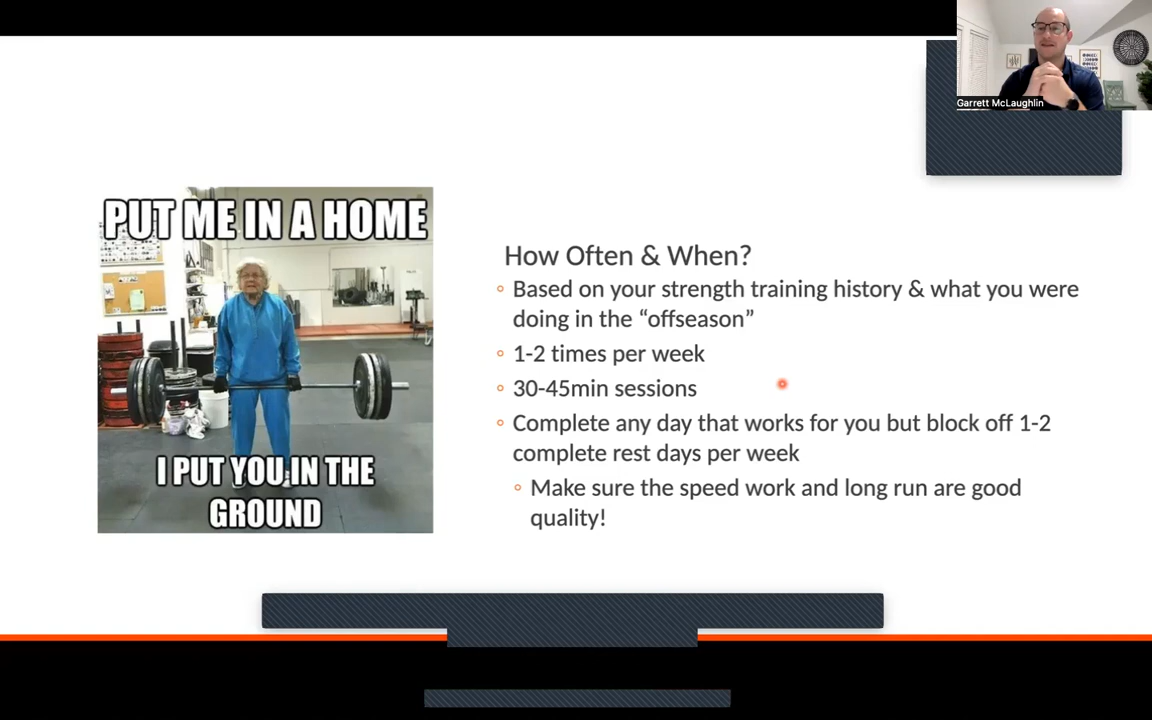 Garrett McLaughlin
PUT ME IN A HOME
I PUT YOU IN THE
GROUND
How Often & When?
Based on your strength training history & what you were
doing in the “offseason”
1-2 times per week
30-45min sessions
Complete any day that works for you but block off 1-2
complete rest days per week
Make sure the speed work and long run are good
quality!